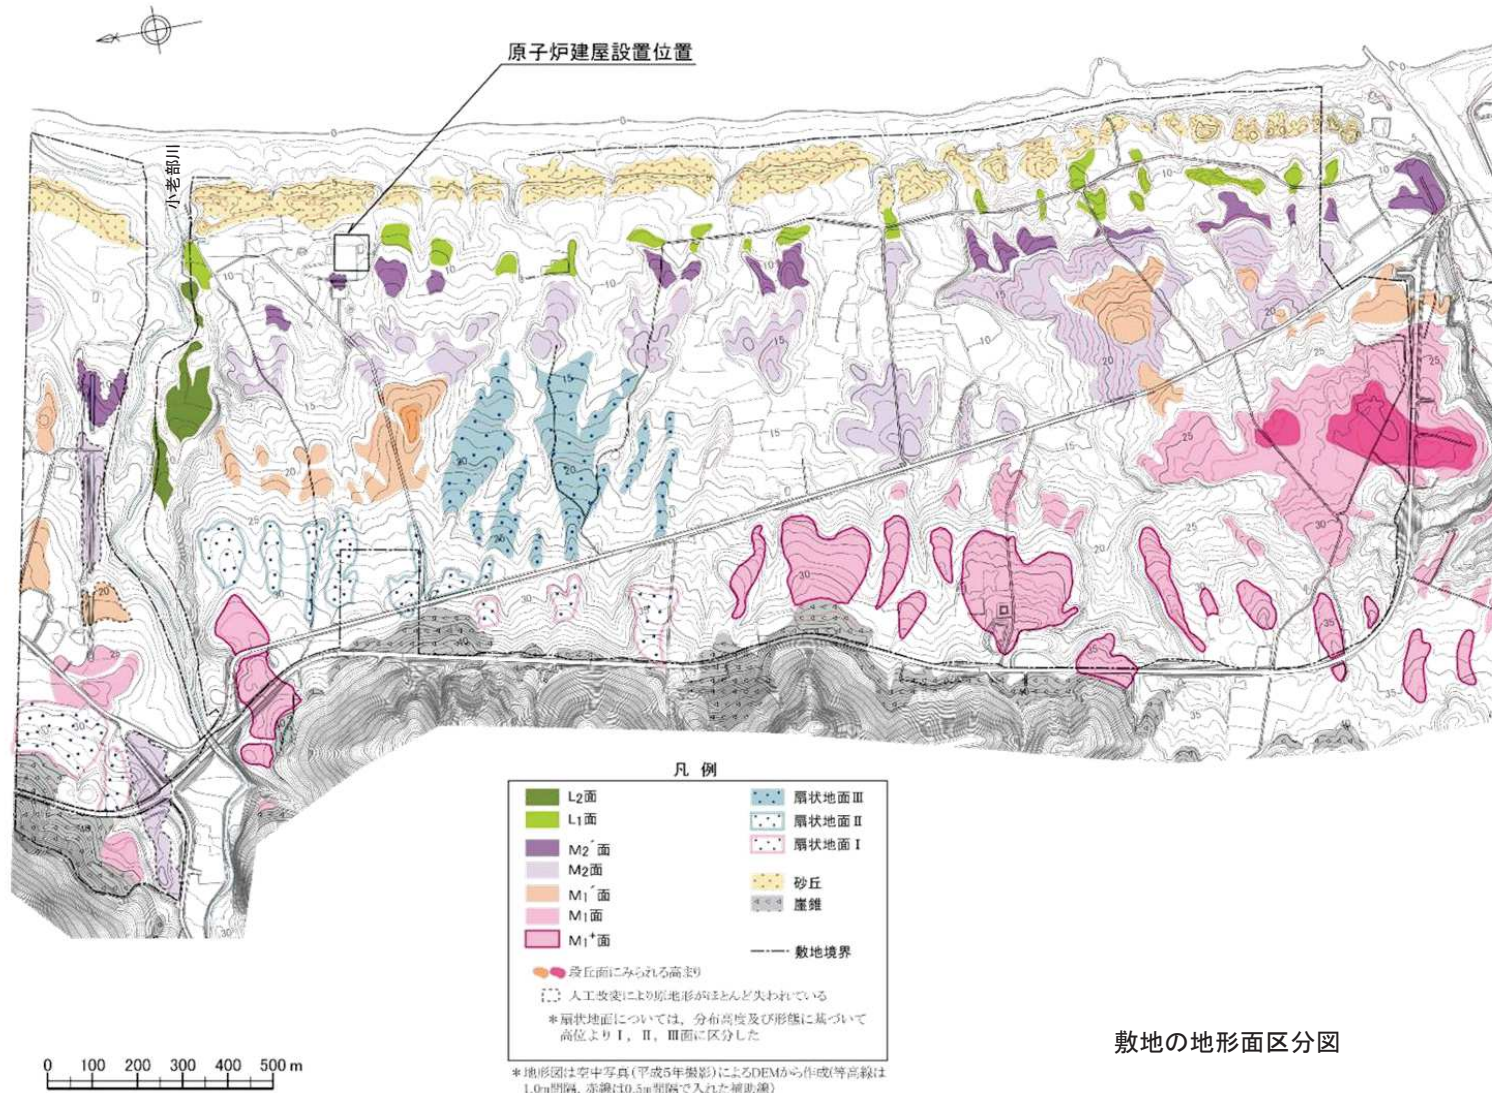 原子炉建屋設置位置
小老部川
凡 例
L2面
L1面
M2´面
M2面
M1´面
M1面
M1+面
扇状地面Ⅲ
扇状地面Ⅱ
扇状地面Ⅰ
砂丘
崖錐
敷地境界
段丘面にみられる高まり
人工改変により原地形がほとんど失われている
*扇状地面については，分布高度及び形態に基づいて
高位よりⅠ，Ⅱ，Ⅲ面に区分した
*地形図は空中写真(平成5年撮影)によるDEMから作成(等高線は
1.0m間隔，赤線は0.5m間隔で入れた補助線)
0 100 200 300 400 500 m
敷地の地形面区分図